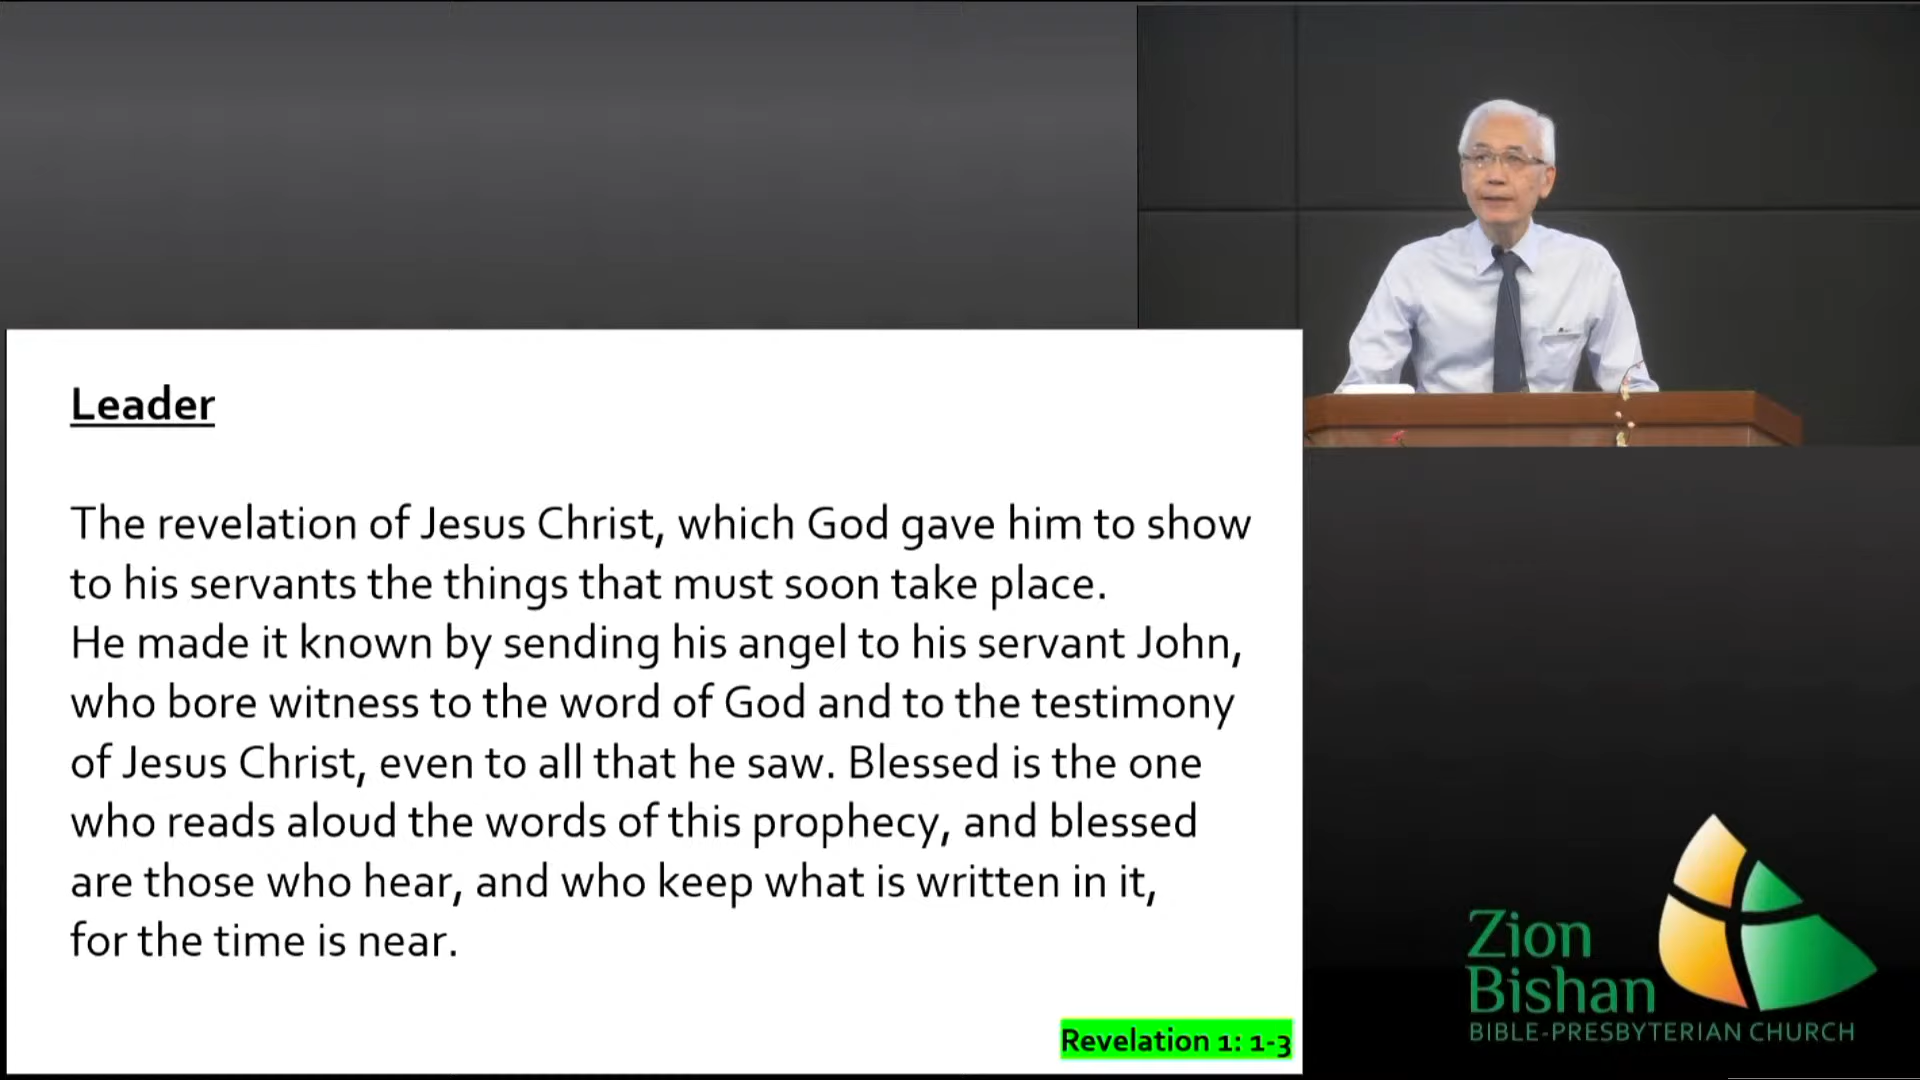 Leader
The revelation of Jesus Christ, which God gave him to show
to his servants the things that must soon take place.
He made it known by sending his angel to his servant John,
who bore witness to the word of God and to the testimony
of Jesus Christ, even to all that he saw. Blessed is the one
who reads aloud the words of this prophecy, and blessed
are those who hear, and who keep what is written in it,
for the time is near.
Revelation 1: 1-3
Zion
Bishan
BIBLE-PRESBYTERIAN CHURCH